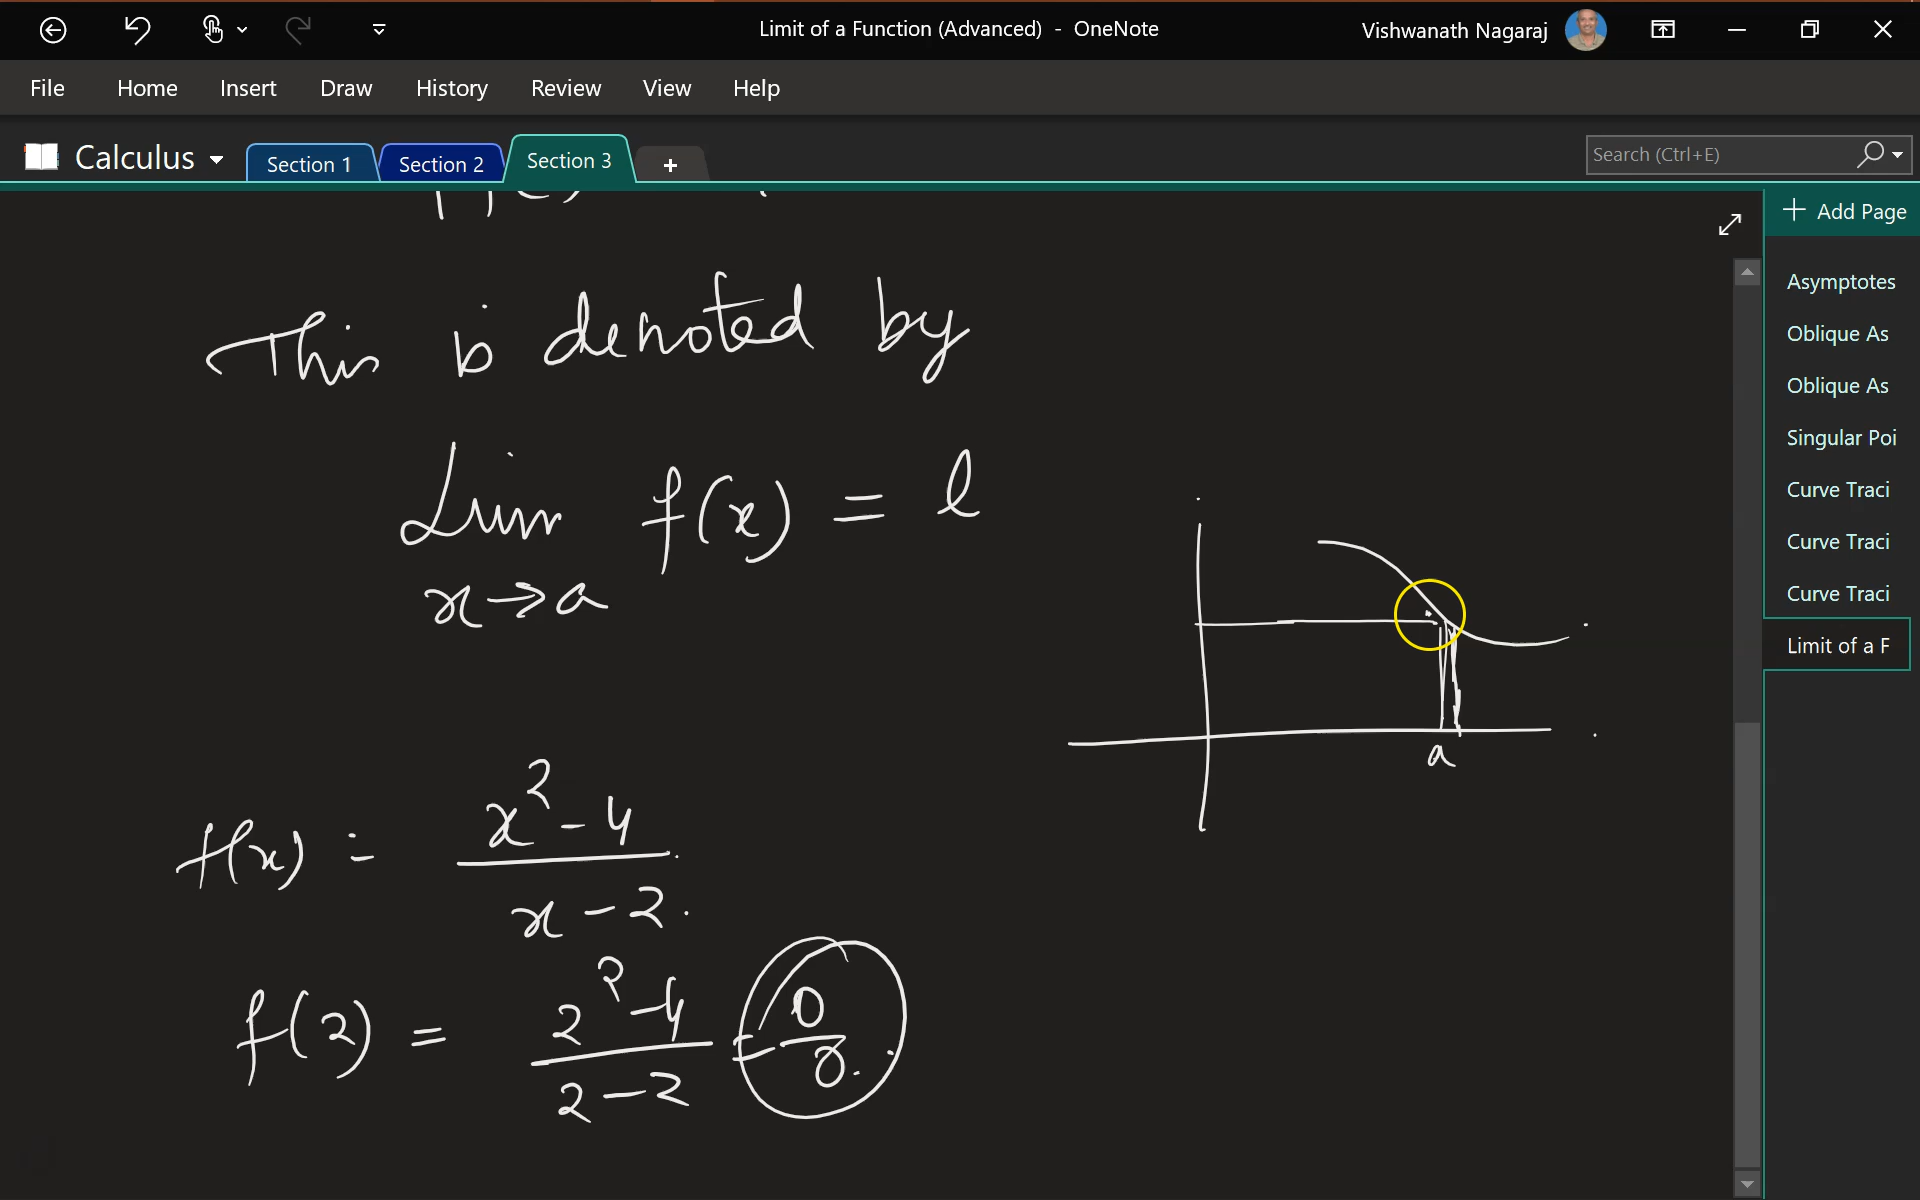 Limit of a Function (Advanced) - OneNote
Vishwanath Nagaraj
File Home Insert Draw History Review View Help
Calculus Section 1 Section 2 Section 3 +
Search (Ctrl+E)
Add Page
Asymptotes
Oblique As
Oblique As
Singular Poi
Curve Traci
Curve Traci
Curve Traci
Limit of a F
This is denoted by
Lim f(x) = l
x→a
a
f(x) = x² - 4
x - 2
f(2) = 2² - 4 = 0
2 - 2 0